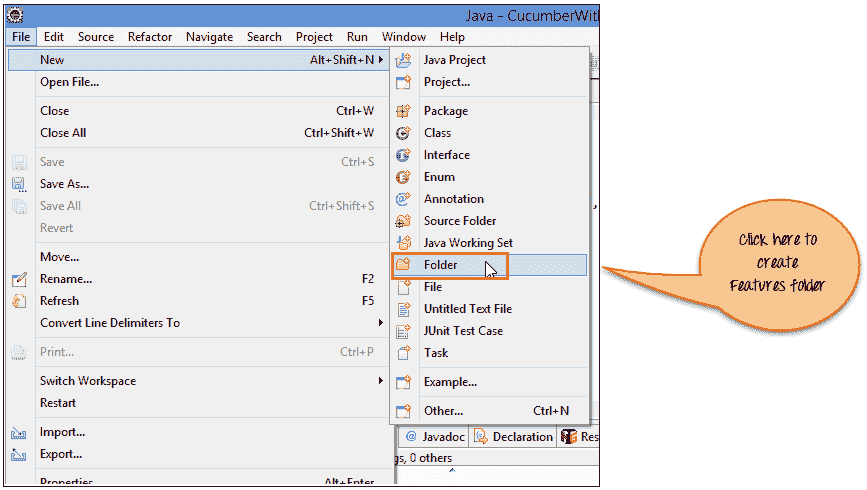 Java - CucumberWith
File Edit Source Refactor Navigate Search Project Run Window Help
New Alt+Shift+N
Open File...
Close Ctrl+W
Close All Ctrl+Shift+W
Save Ctrl+S
Save As...
Save All Ctrl+Shift+S
Revert
Move...
Rename... F2
Refresh F5
Convert Line Delimiters To
Print... Ctrl+P
Switch Workspace
Restart
Import...
Export...
Properties Alt+Enter
Java Project
Project...
Package
Class
Interface
Enum
Annotation
Source Folder
Java Working Set
Folder
File
Untitled Text File
JUnit Test Case
Task
Example...
Other... Ctrl+N
@ Javadoc Declaration Res
gs, 0 others
Click here to
create
Features folder